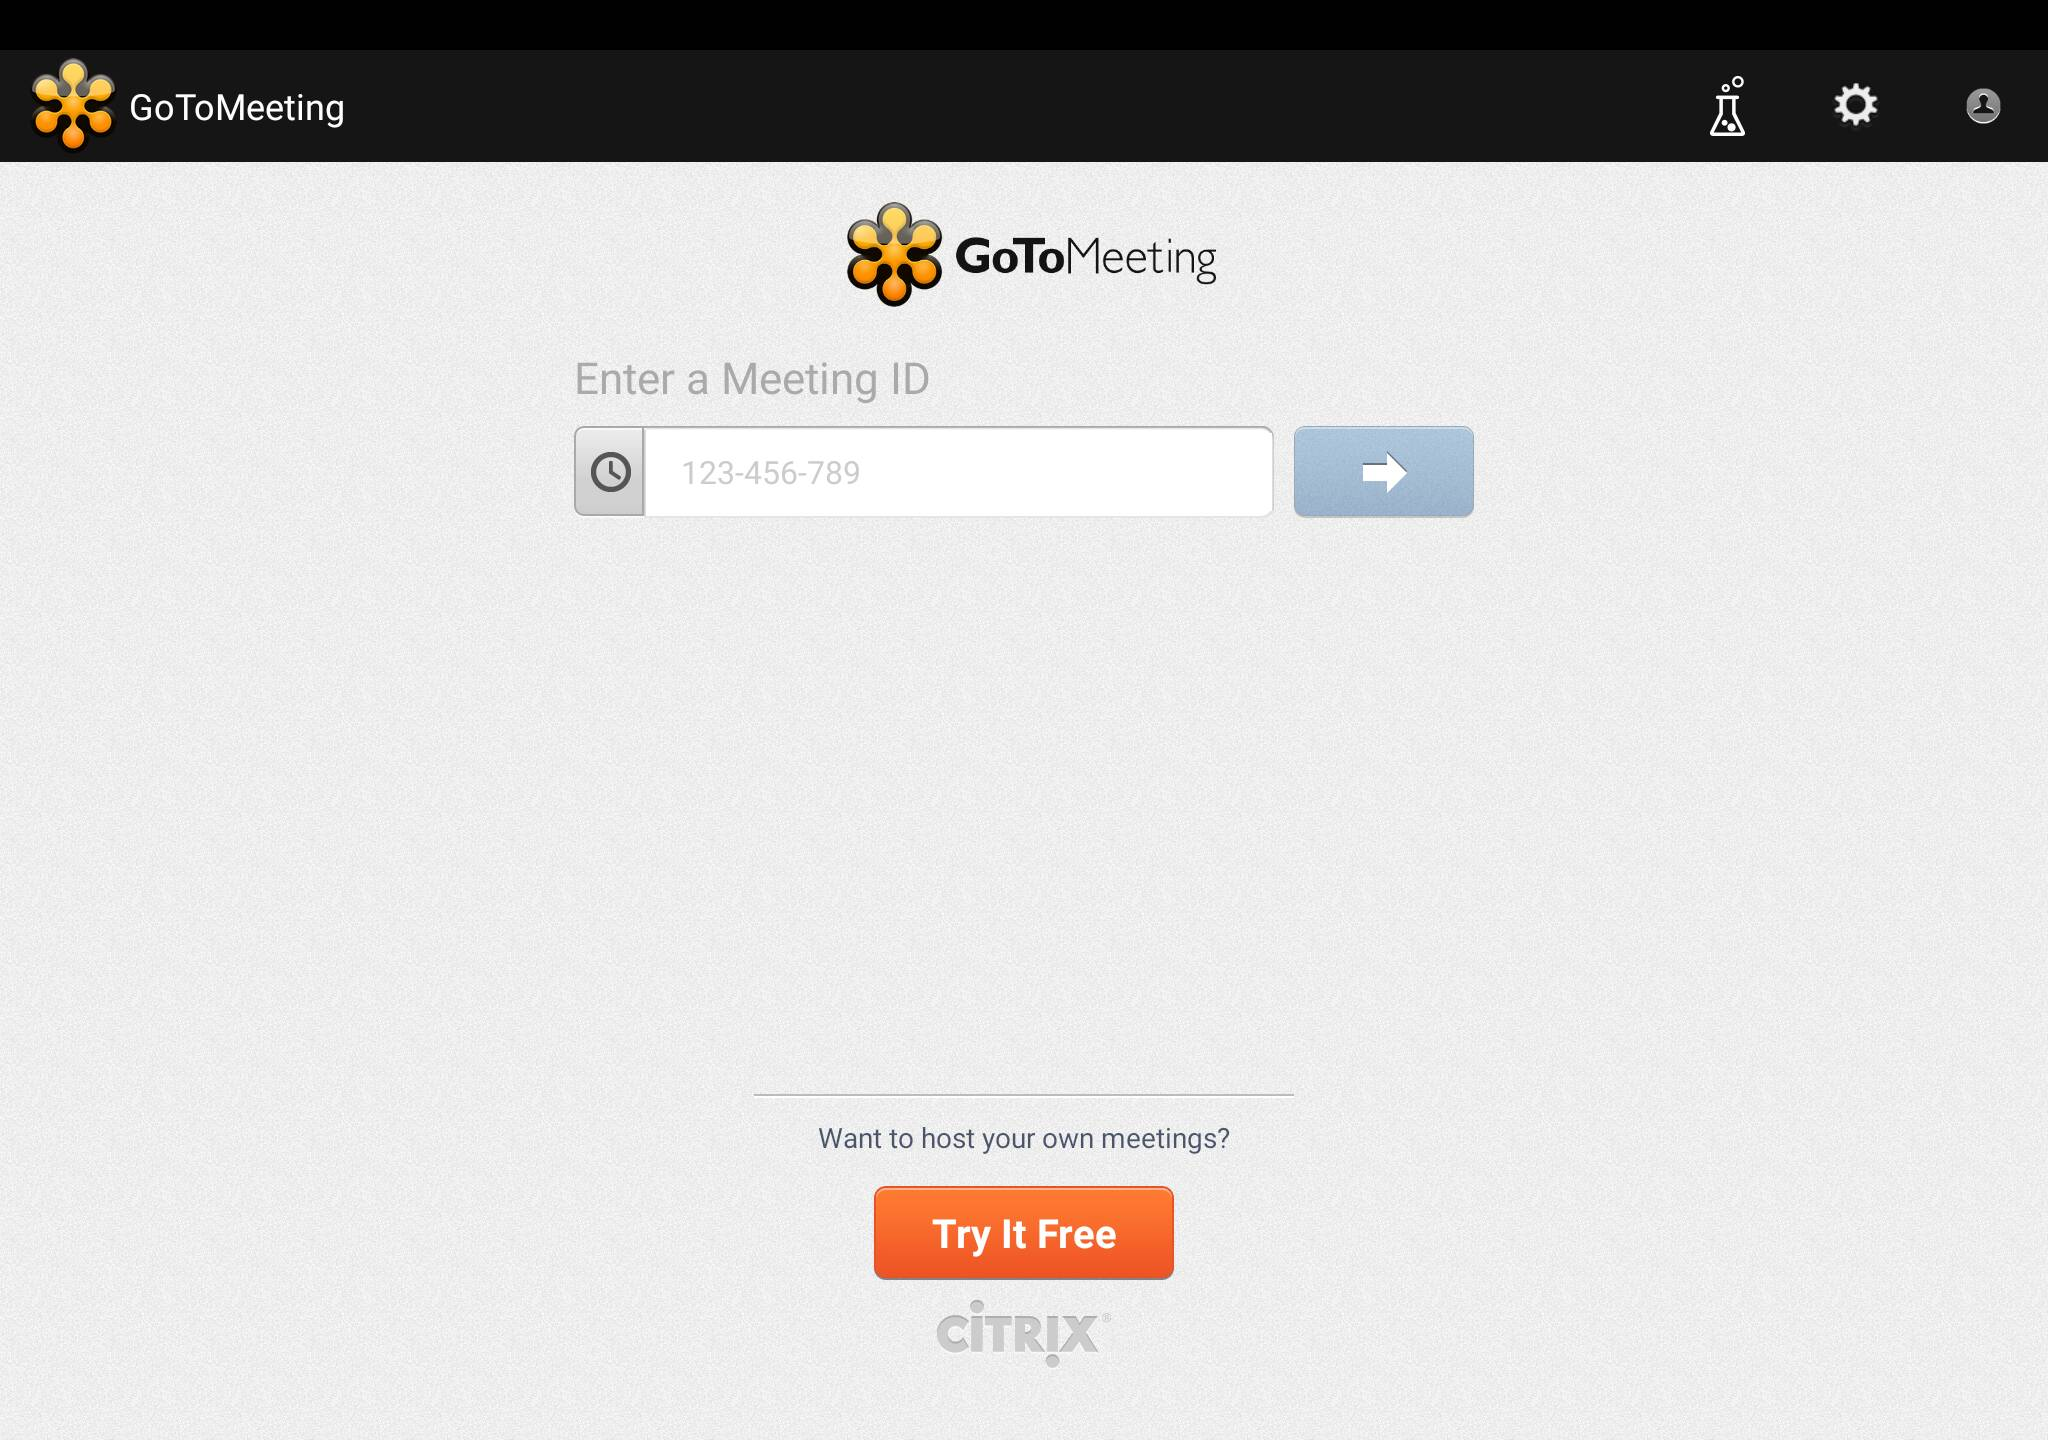 GoToMeeting
GoToMeeting
Enter a Meeting ID
123-456-789
Want to host your own meetings?
Try It Free
CiTRIX®